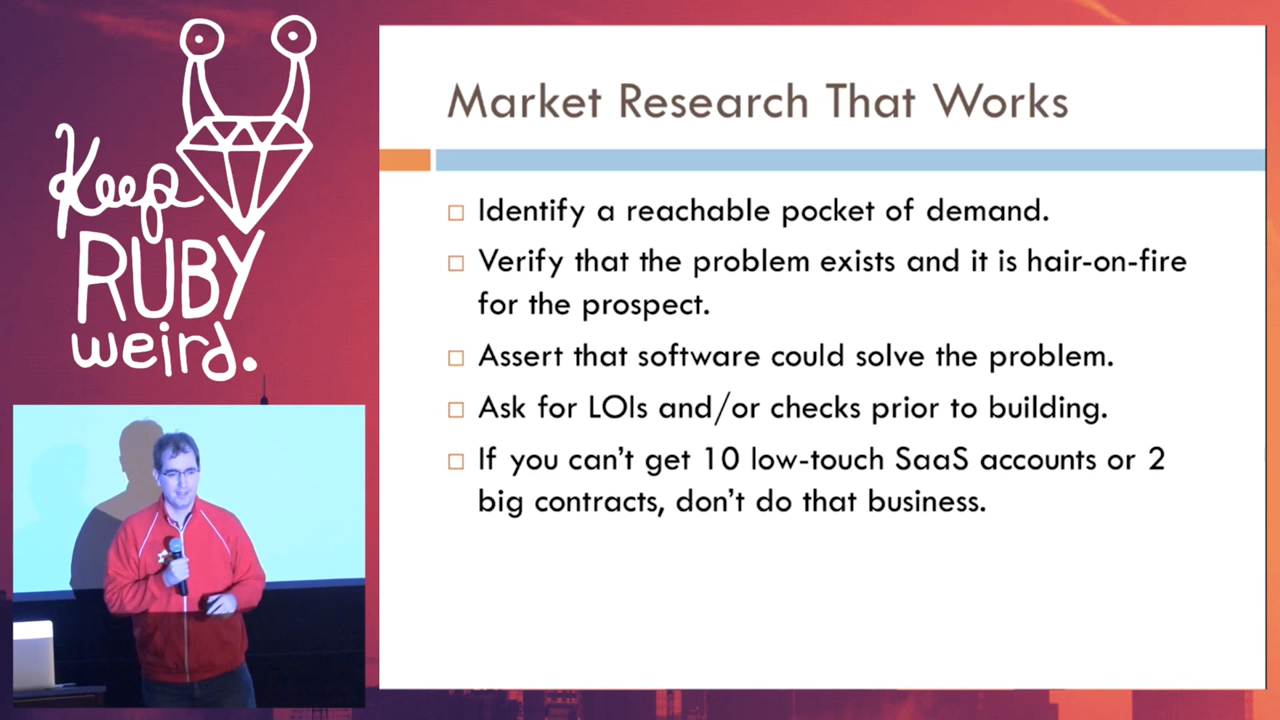 Keep
RUBY
weird.
Market Research That Works
Identify a reachable pocket of demand.
Verify that the problem exists and it is hair-on-fire
for the prospect.
Assert that software could solve the problem.
Ask for LOIs and/or checks prior to building.
If you can't get 10 low-touch SaaS accounts or 2
big contracts, don't do that business.